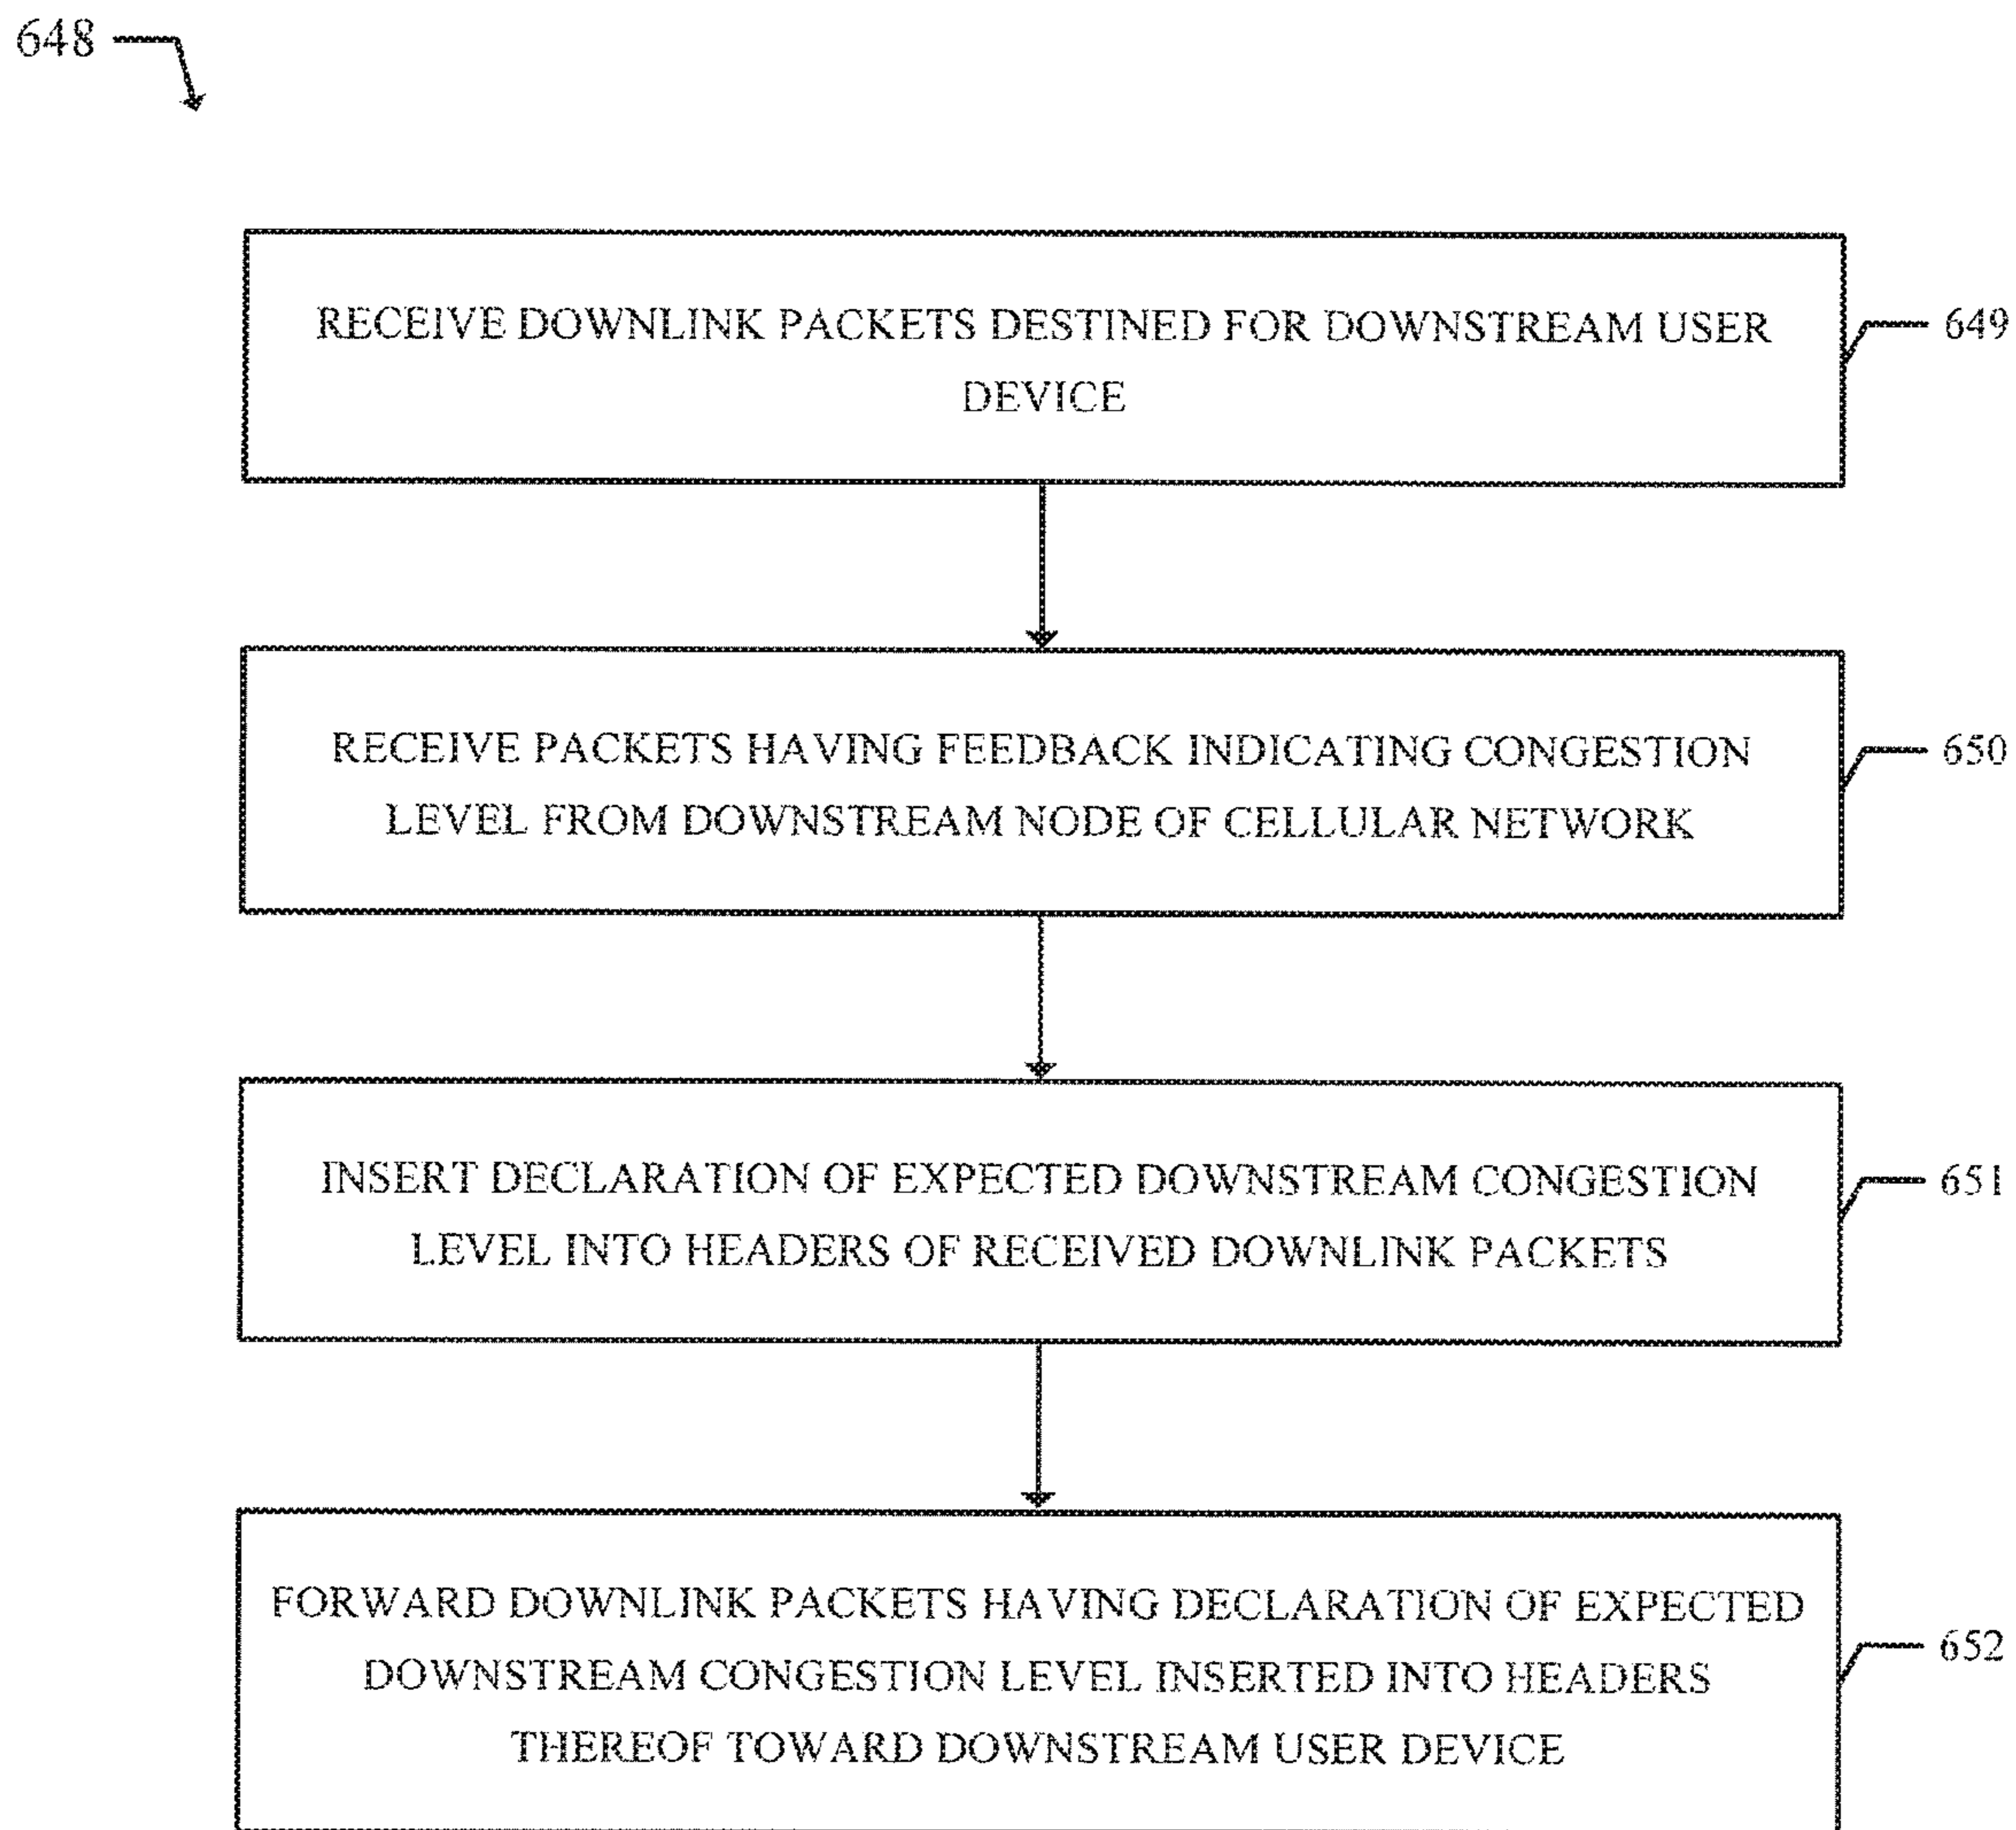 648
RECEIVE DOWNLINK PACKETS DESTINED FOR DOWNSTREAM USER
DEVICE
649
RECEIVE PACKETS HAVING FEEDBACK INDICATING CONGESTION
LEVEL FROM DOWNSTREAM NODE OF CELLULAR NETWORK
650
INSERT DECLARATION OF EXPECTED DOWNSTREAM CONGESTION
LEVEL INTO HEADERS OF RECEIVED DOWNLINK PACKETS
651
FORWARD DOWNLINK PACKETS HAVING DECLARATION OF EXPECTED
DOWNSTREAM CONGESTION LEVEL INSERTED INTO HEADERS
THEREOF TOWARD DOWNSTREAM USER DEVICE
652